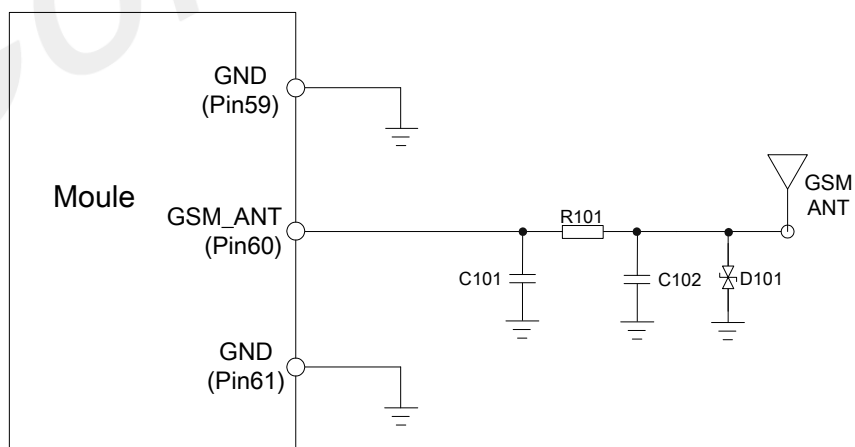 GND
(Pin59)
Moule
GSM_ANT
(Pin60)
GND
(Pin61)
R101
C101
C102
D101
GSM
ANT